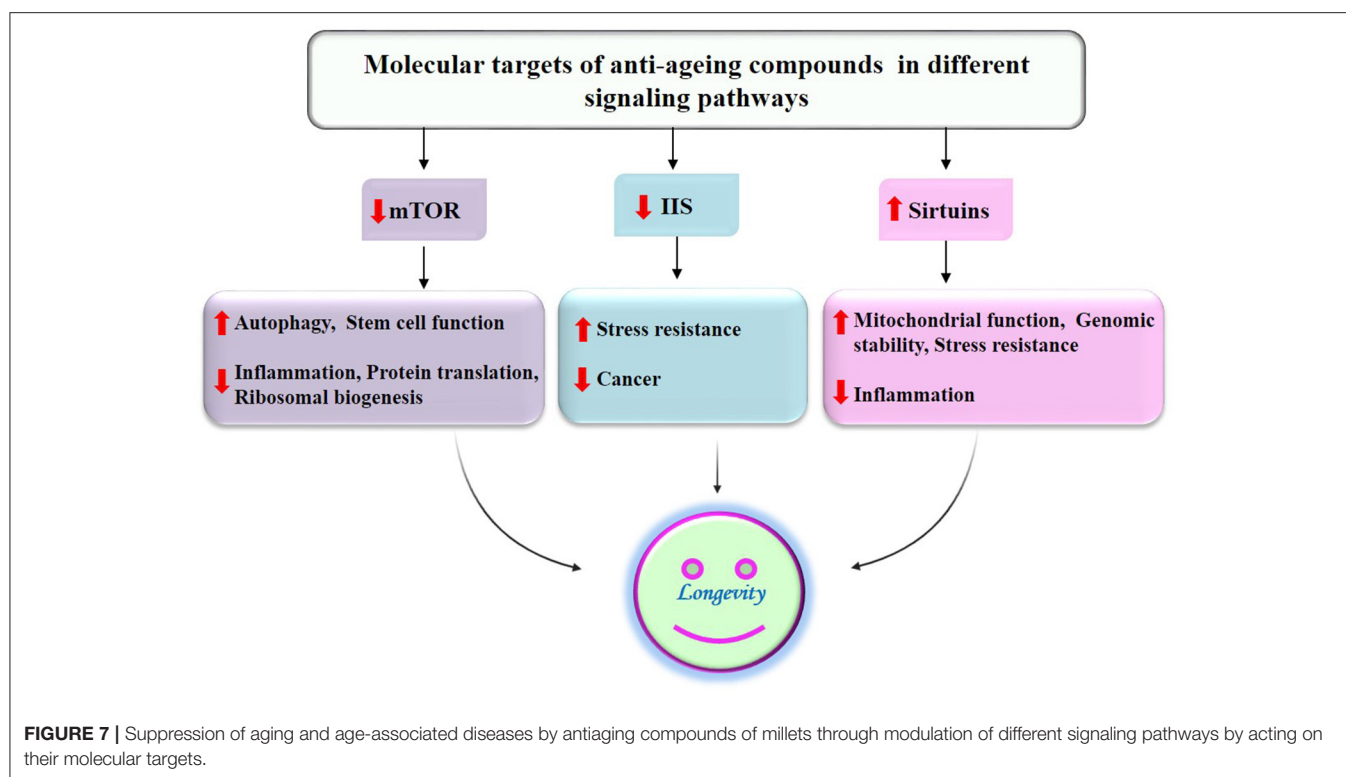 Molecular targets of anti-ageing compounds in different
signaling pathways
mTOR
IIS
Sirtuins
Autophagy, Stem cell function
Inflammation, Protein translation,
Ribosomal biogenesis
Stress resistance
Cancer
Mitochondrial function, Genomic
stability, Stress resistance
Inflammation
Longevity
FIGURE 7 | Suppression of aging and age-associated diseases by antiaging compounds of millets through modulation of different signaling pathways by acting on
their molecular targets.